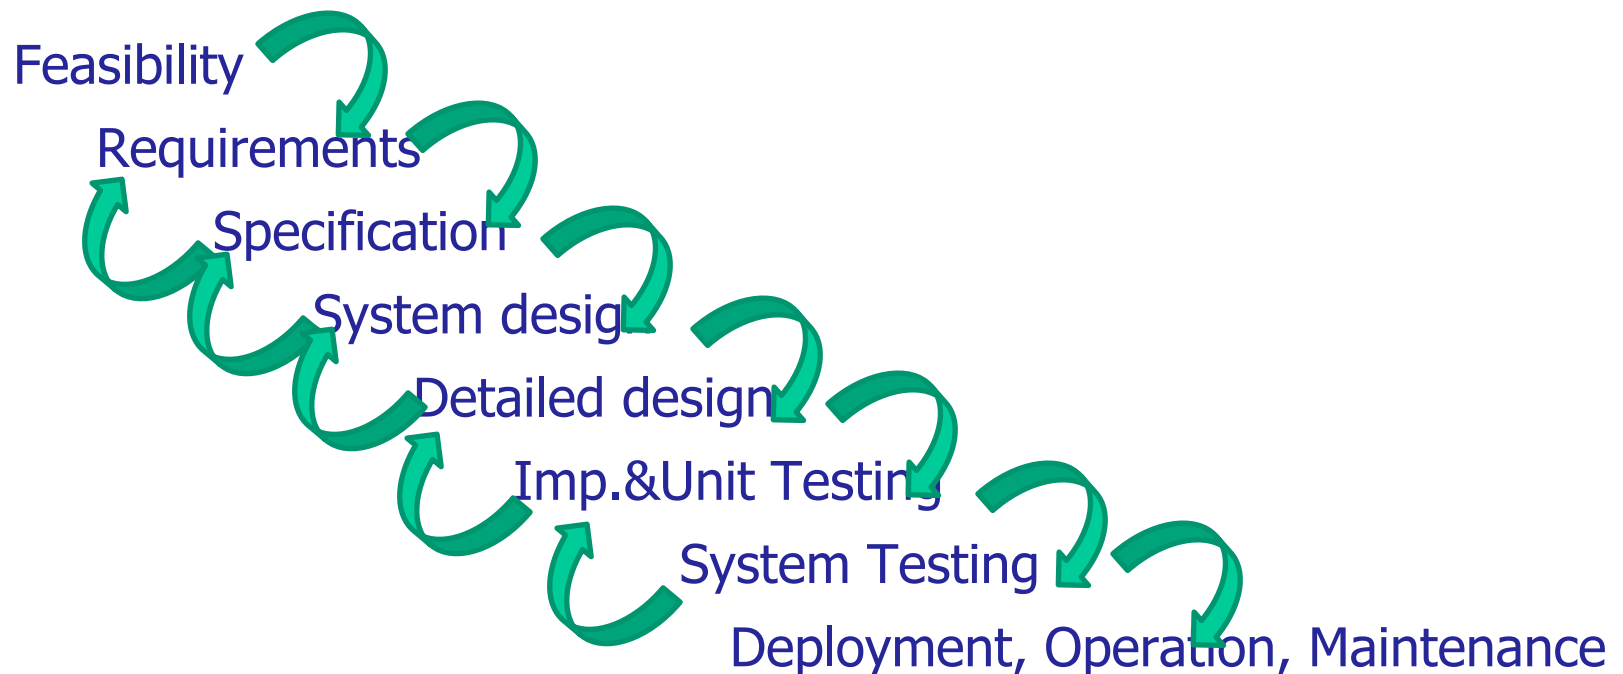 Feasibility
Requirements
Specification
System design
Detailed design
Imp.&Unit Testing
System Testing
Deployment, Operation, Maintenance